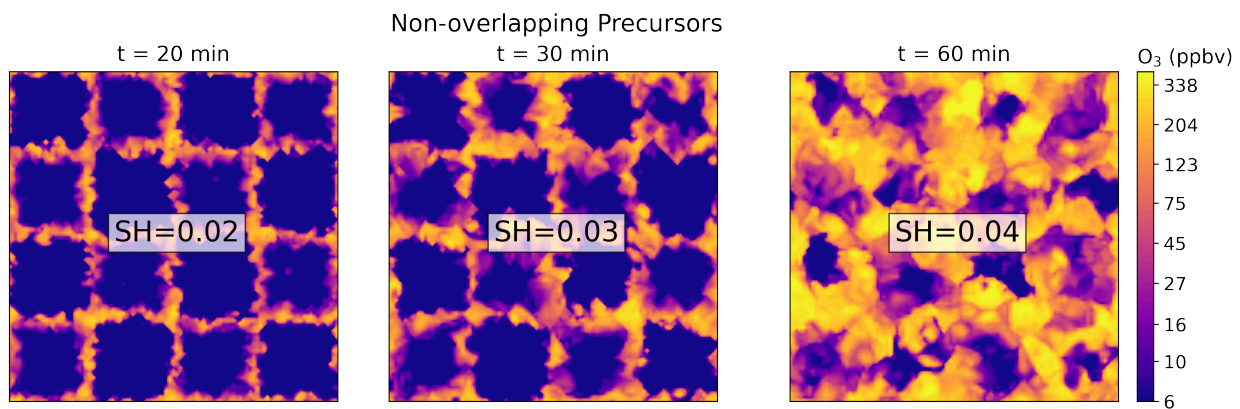 Non-overlapping Precursors
t = 20 min
t = 30 min
t = 60 min
O₃ (ppbv)
SH=0.02
SH=0.03
SH=0.04
338
204
123
75
45
27
16
10
6